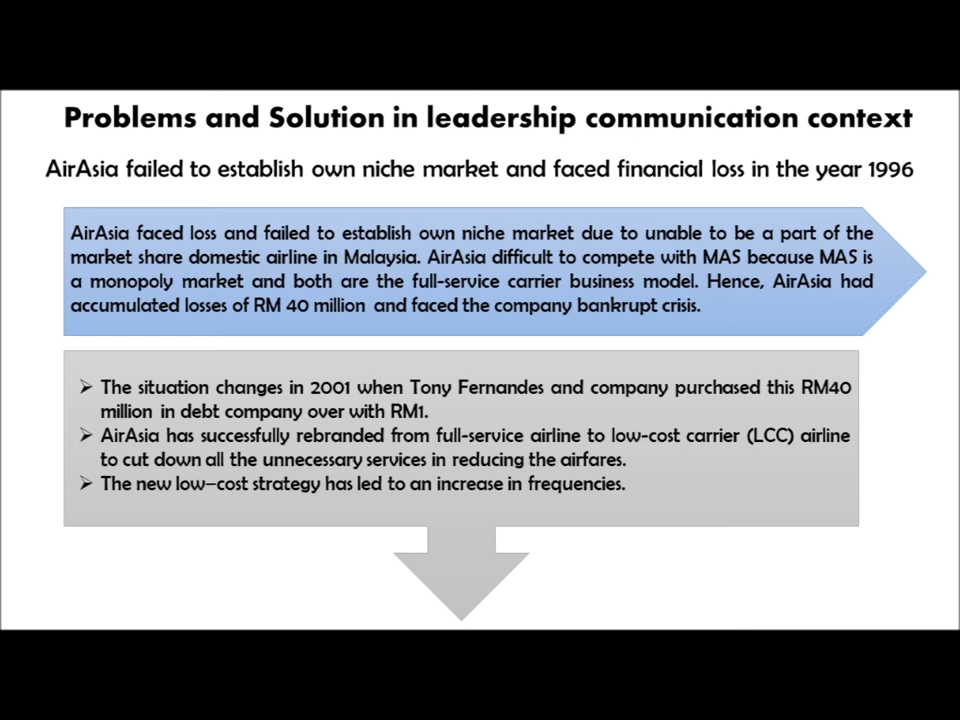 Problems and Solution in leadership communication context
AirAsia failed to establish own niche market and faced financial loss in the year 1996
AirAsia faced loss and failed to establish own niche market due to unable to be a part of the
market share domestic airline in Malaysia. AirAsia difficult to compete with MAS because MAS is
a monopoly market and both are the full-service carrier business model. Hence, AirAsia had
accumulated losses of RM 40 million and faced the company bankrupt crisis.
➢ The situation changes in 2001 when Tony Fernandes and company purchased this RM40
million in debt company over with RM1.
➢ AirAsia has successfully rebranded from full-service airline to low-cost carrier (LCC) airline
to cut down all the unnecessary services in reducing the airfares.
➢ The new low–cost strategy has led to an increase in frequencies.